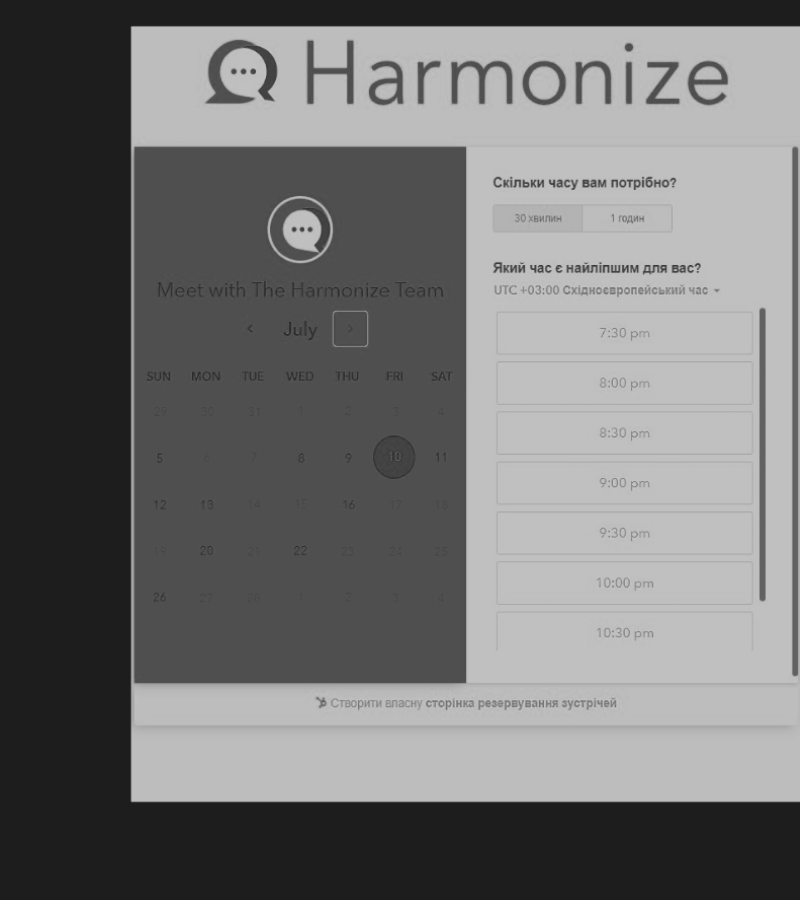 Harmonize
Meet with The Harmonize Team
July
SUN MON TUE WED THU FRI SAT
29 30 31 1 2 3 4
5 6 7 8 9 10 11
12 13 14 15 16 17 18
19 20 21 22 23 24 25
26 27 28 1 2 3 4
Скільки часу вам потрібно?
30 хвилин 1 годин
Який час є найліпшим для вас?
UTC +03:00 Східноєвропейський час
7:30 pm
8:00 pm
8:30 pm
9:00 pm
9:30 pm
10:00 pm
10:30 pm
Створити власну сторінка резервування зустрічей